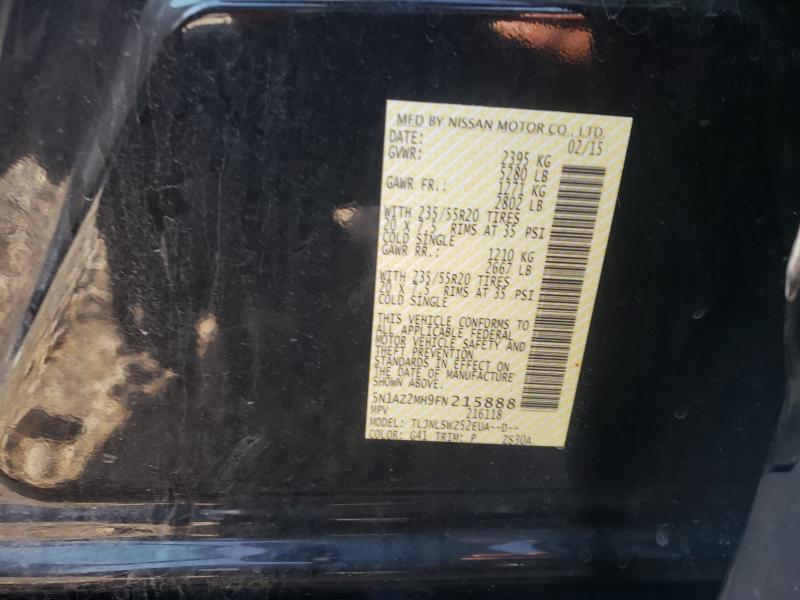 MFD BY NISSAN MOTOR CO., LTD.
DATE: 02/15
GVWR: 2395 KG
5280 LB
GAWR FR.: 1271 KG
2802 LB
WITH 235/55R20 TIRES
20 X 7.5 RIMS AT 35 PSI
COLD SINGLE
GAWR RR.: 1210 KG
2667 LB
WITH 235/55R20 TIRES
20 X 7.5 RIMS AT 35 PSI
COLD SINGLE
THIS VEHICLE CONFORMS TO
ALL APPLICABLE FEDERAL
MOTOR VEHICLE SAFETY AND
THEFT PREVENTION
STANDARDS IN EFFECT ON
THE DATE OF MANUFACTURE
SHOWN ABOVE.
5N1AZ2MH9FN215888
MPV 216118
MODEL: TLJNLSWZ52EUA--D--
COLOR: G41 TRIM: P ZS30A